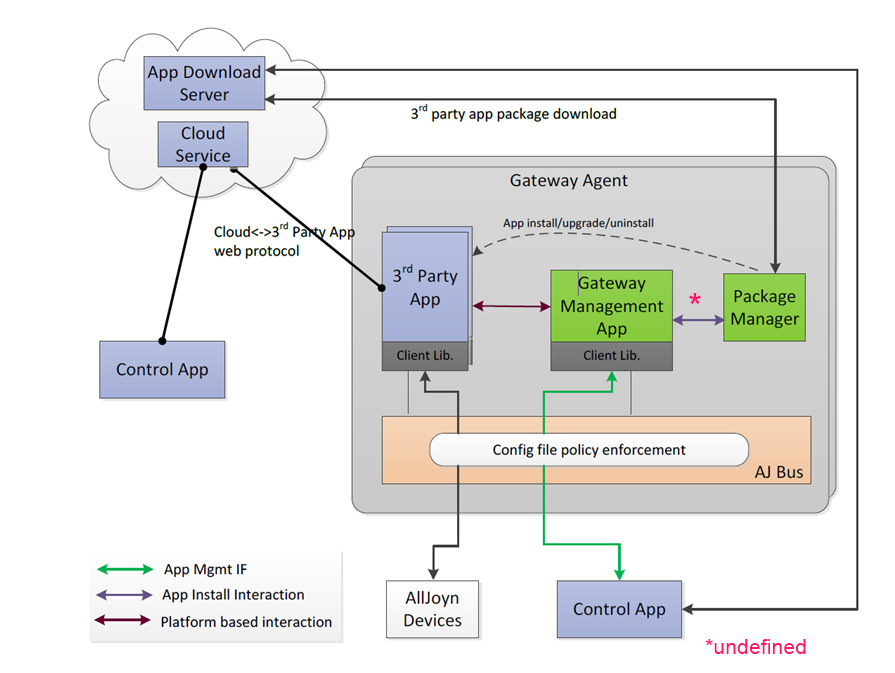 App Download
Server
Cloud
Service
3rd party app package download
Gateway Agent
Cloud<->3rd Party App
web protocol
App install/upgrade/uninstall
3rd Party
App
Client Lib.
Gateway
Management
App
Client Lib.
*
Package
Manager
Control App
Config file policy enforcement
AJ Bus
App Mgmt IF
App Install Interaction
Platform based interaction
AllJoyn
Devices
Control App
*undefined